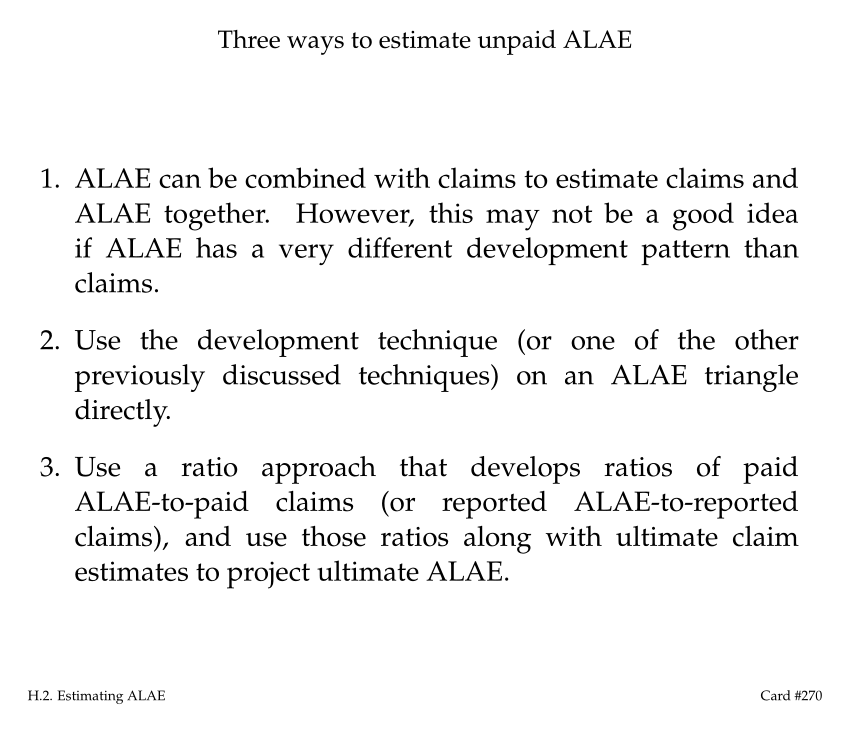 Three ways to estimate unpaid ALAE
1. ALAE can be combined with claims to estimate claims and
ALAE together. However, this may not be a good idea
if ALAE has a very different development pattern than
claims.
2. Use the development technique (or one of the other
previously discussed techniques) on an ALAE triangle
directly.
3. Use a ratio approach that develops ratios of paid
ALAE-to-paid claims (or reported ALAE-to-reported
claims), and use those ratios along with ultimate claim
estimates to project ultimate ALAE.
H.2. Estimating ALAE
Card #270